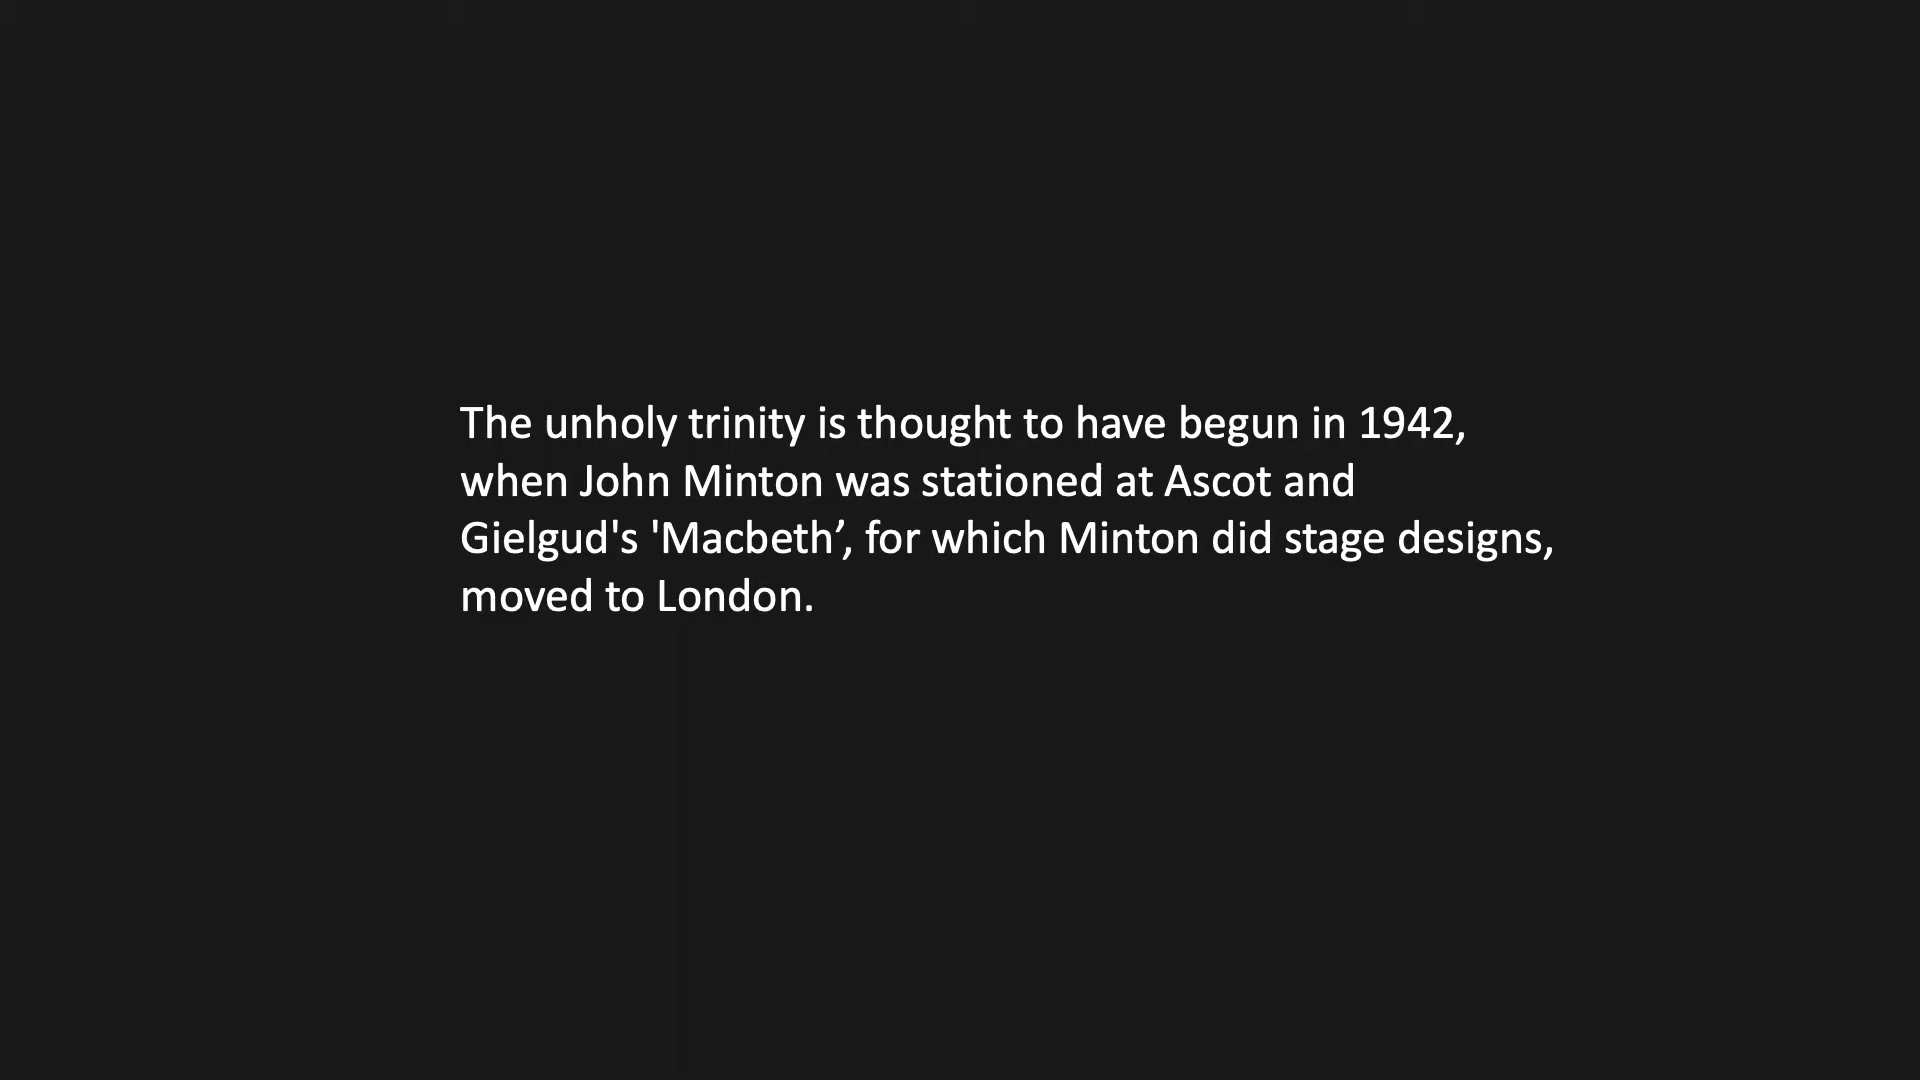 The unholy trinity is thought to have begun in 1942,
when John Minton was stationed at Ascot and
Gielgud's 'Macbeth’, for which Minton did stage designs,
moved to London.